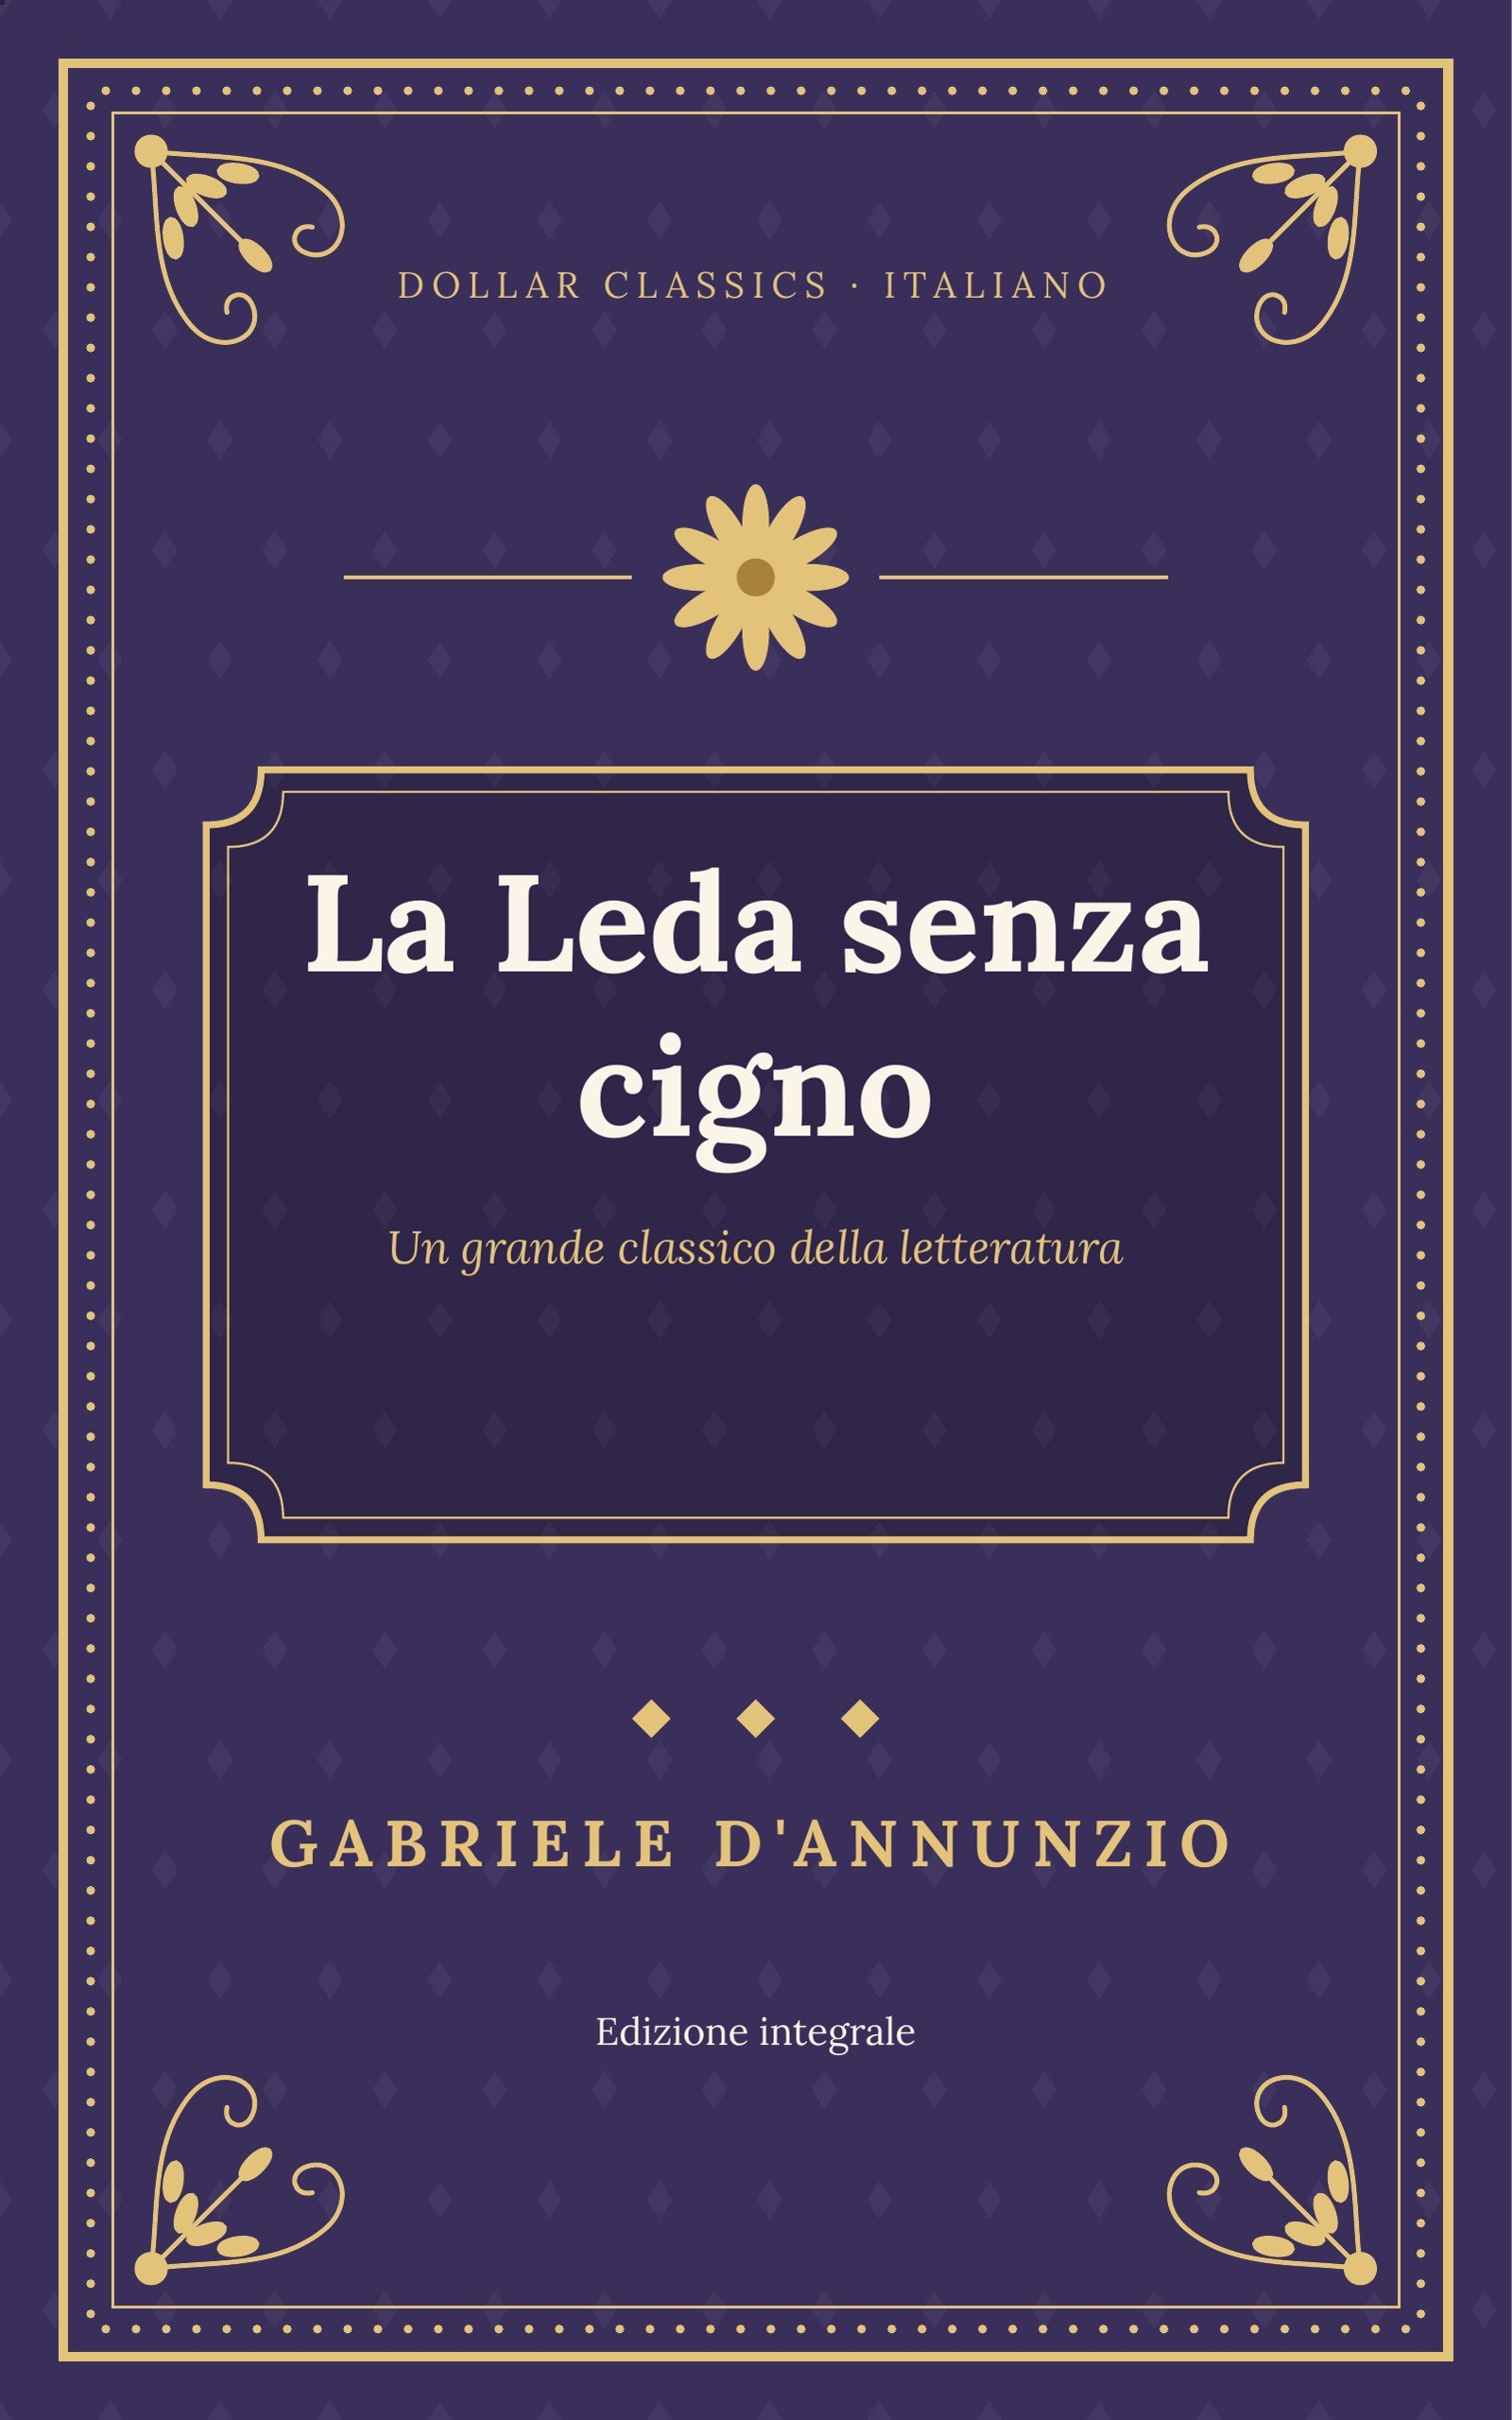 DOLLAR CLASSICS · ITALIANO
La Leda senza
cigno
Un grande classico della letteratura
GABRIELE D'ANNUNZIO
Edizione integrale